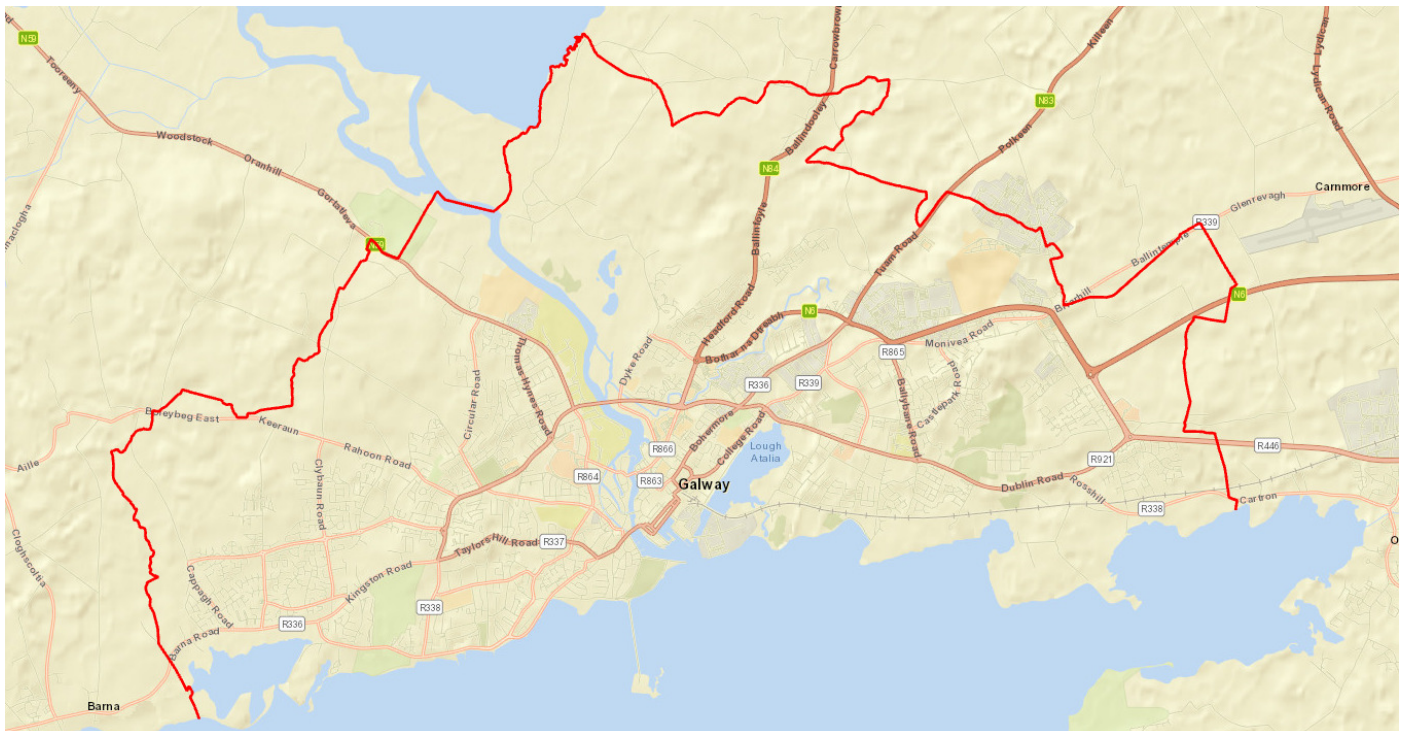 N59
Tooreeny
Woodstock
Oranhill
Gortatleva
N59
Carrowbrow
Ballindooley
N84
Ballinfoyle
Headford Road
Killeen
N83
Polkeen
Tuam Road
Lydican
Lydican Road
Carnmore
Glenrevagh
R339
Ballintemple
Briarhill
N6
N6
Bothar na Dtreabh
R865
Monivea Road
Castlepark Road
Ballybane Road
R336
R339
Dyke Road
Thomas Hynes Road
Circular Road
Boleybeg East
Keeraun
Rahoon Road
Aille
Clybaun Road
Bohermore
College Road
R866
R864
R863
Lough
Atalia
Galway
R446
R921
Dublin Road
Rosshill
R338
Cartron
Cloghscoltia
Taylors Hill Road
R337
Kingston Road
Cappagh Road
R338
R336
Barna Road
Barna